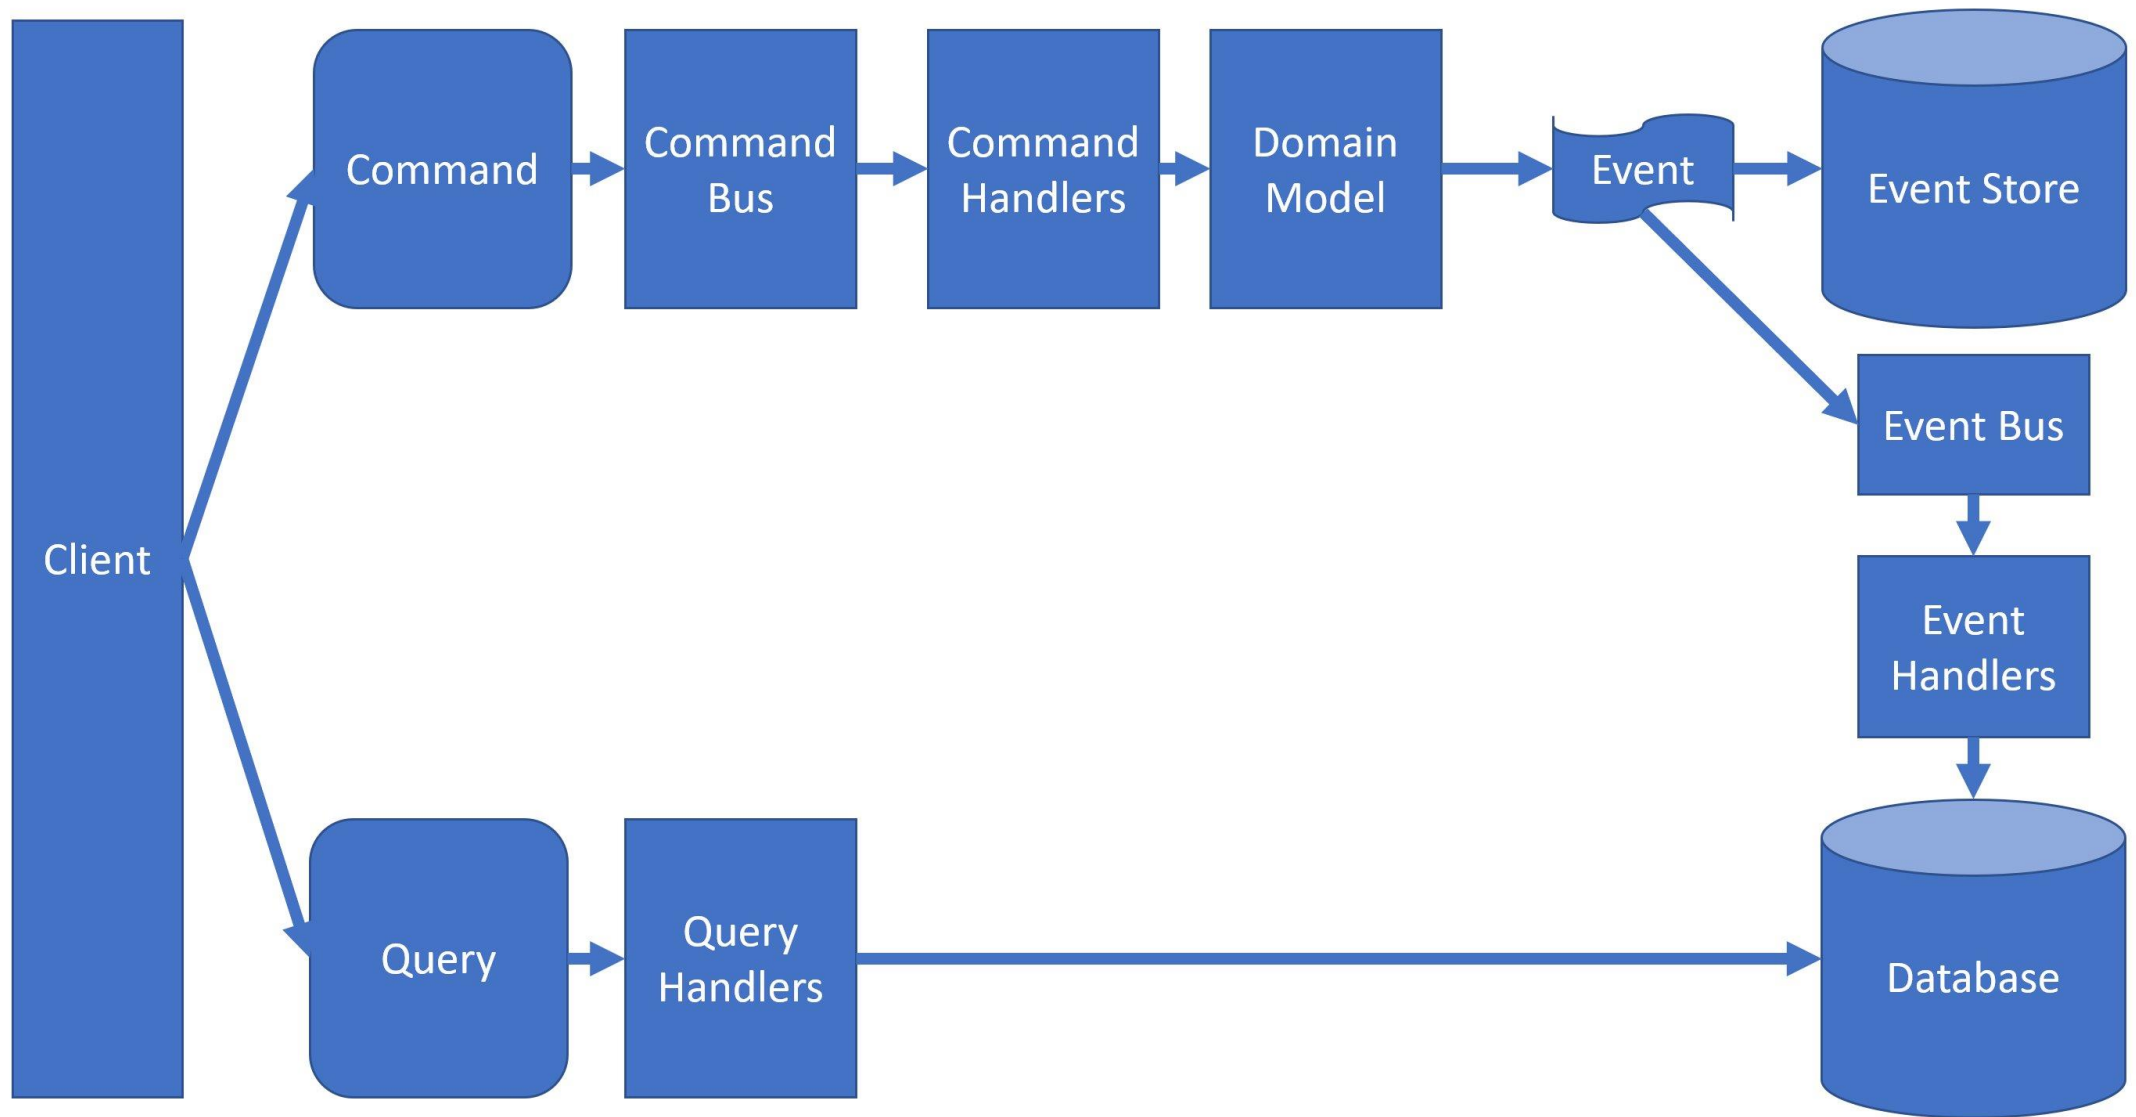 Client
Command
Command
Bus
Command
Handlers
Domain
Model
Event
Event Store
Event Bus
Event
Handlers
Query
Query
Handlers
Database